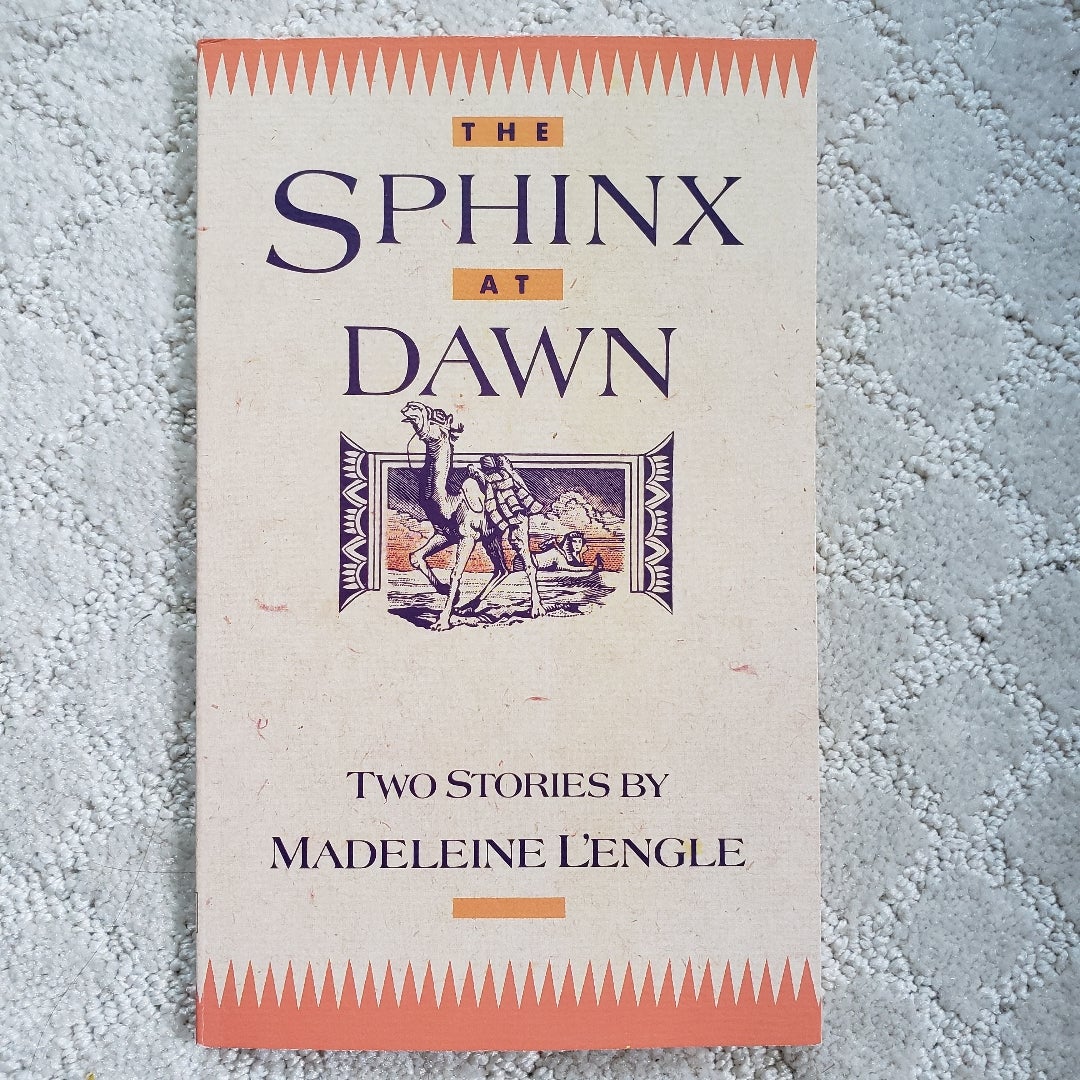 THE
SPHINX
AT
DAWN
TWO STORIES BY
MADELEINE L'ENGLE